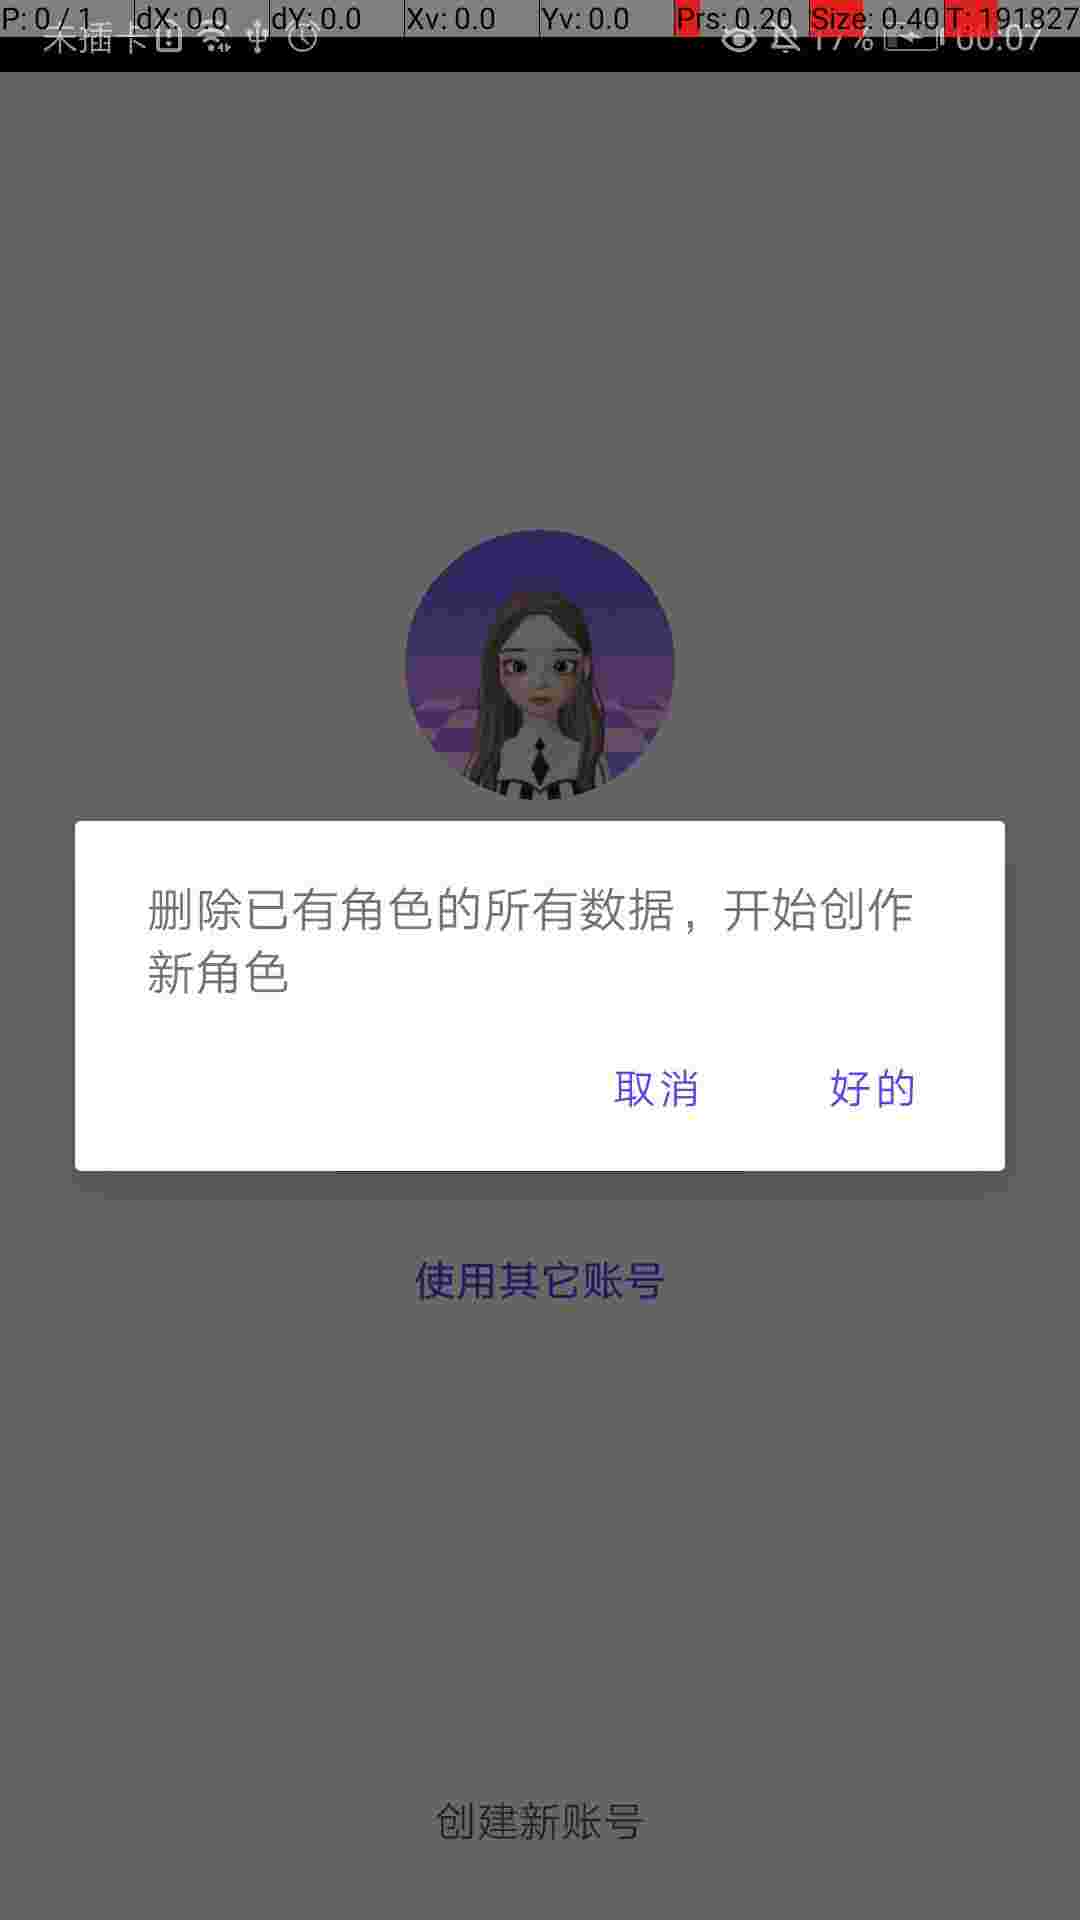 P: 0 / 1 dX: 0.0 dY: 0.0 Xv: 0.0 Yv: 0.0 Prs: 0.20 Size: 0.40 T: 191827
未插卡 17% 00:07
删除已有角色的所有数据，开始创作
新角色
取消 好的
使用其它账号
创建新账号